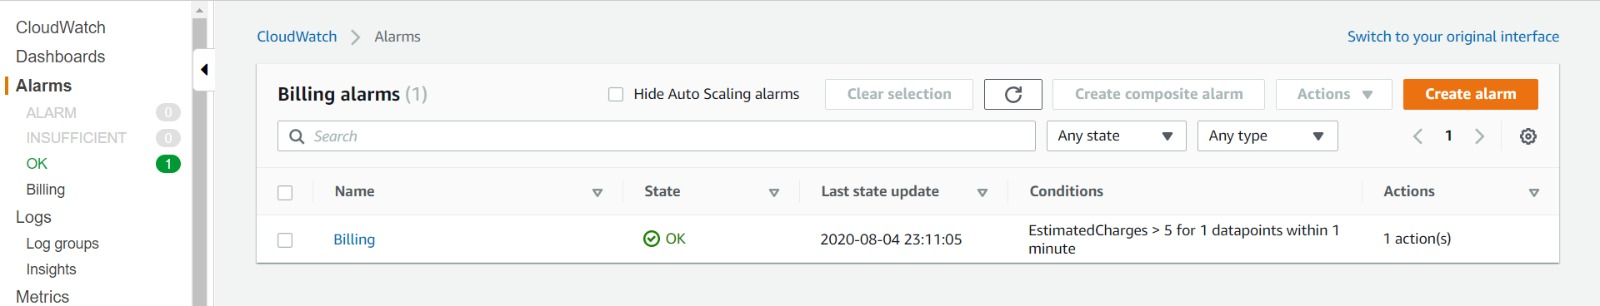 CloudWatch
Dashboards
Alarms
ALARM 0
INSUFFICIENT 0
OK 1
Billing
Logs
Log groups
Insights
Metrics
CloudWatch > Alarms
Switch to your original interface
Billing alarms (1)
Hide Auto Scaling alarms
Clear selection
Create composite alarm
Actions
Create alarm
Search
Any state
Any type
1
Name State Last state update Conditions Actions
Billing OK 2020-08-04 23:11:05 EstimatedCharges > 5 for 1 datapoints within 1 1 action(s)
minute